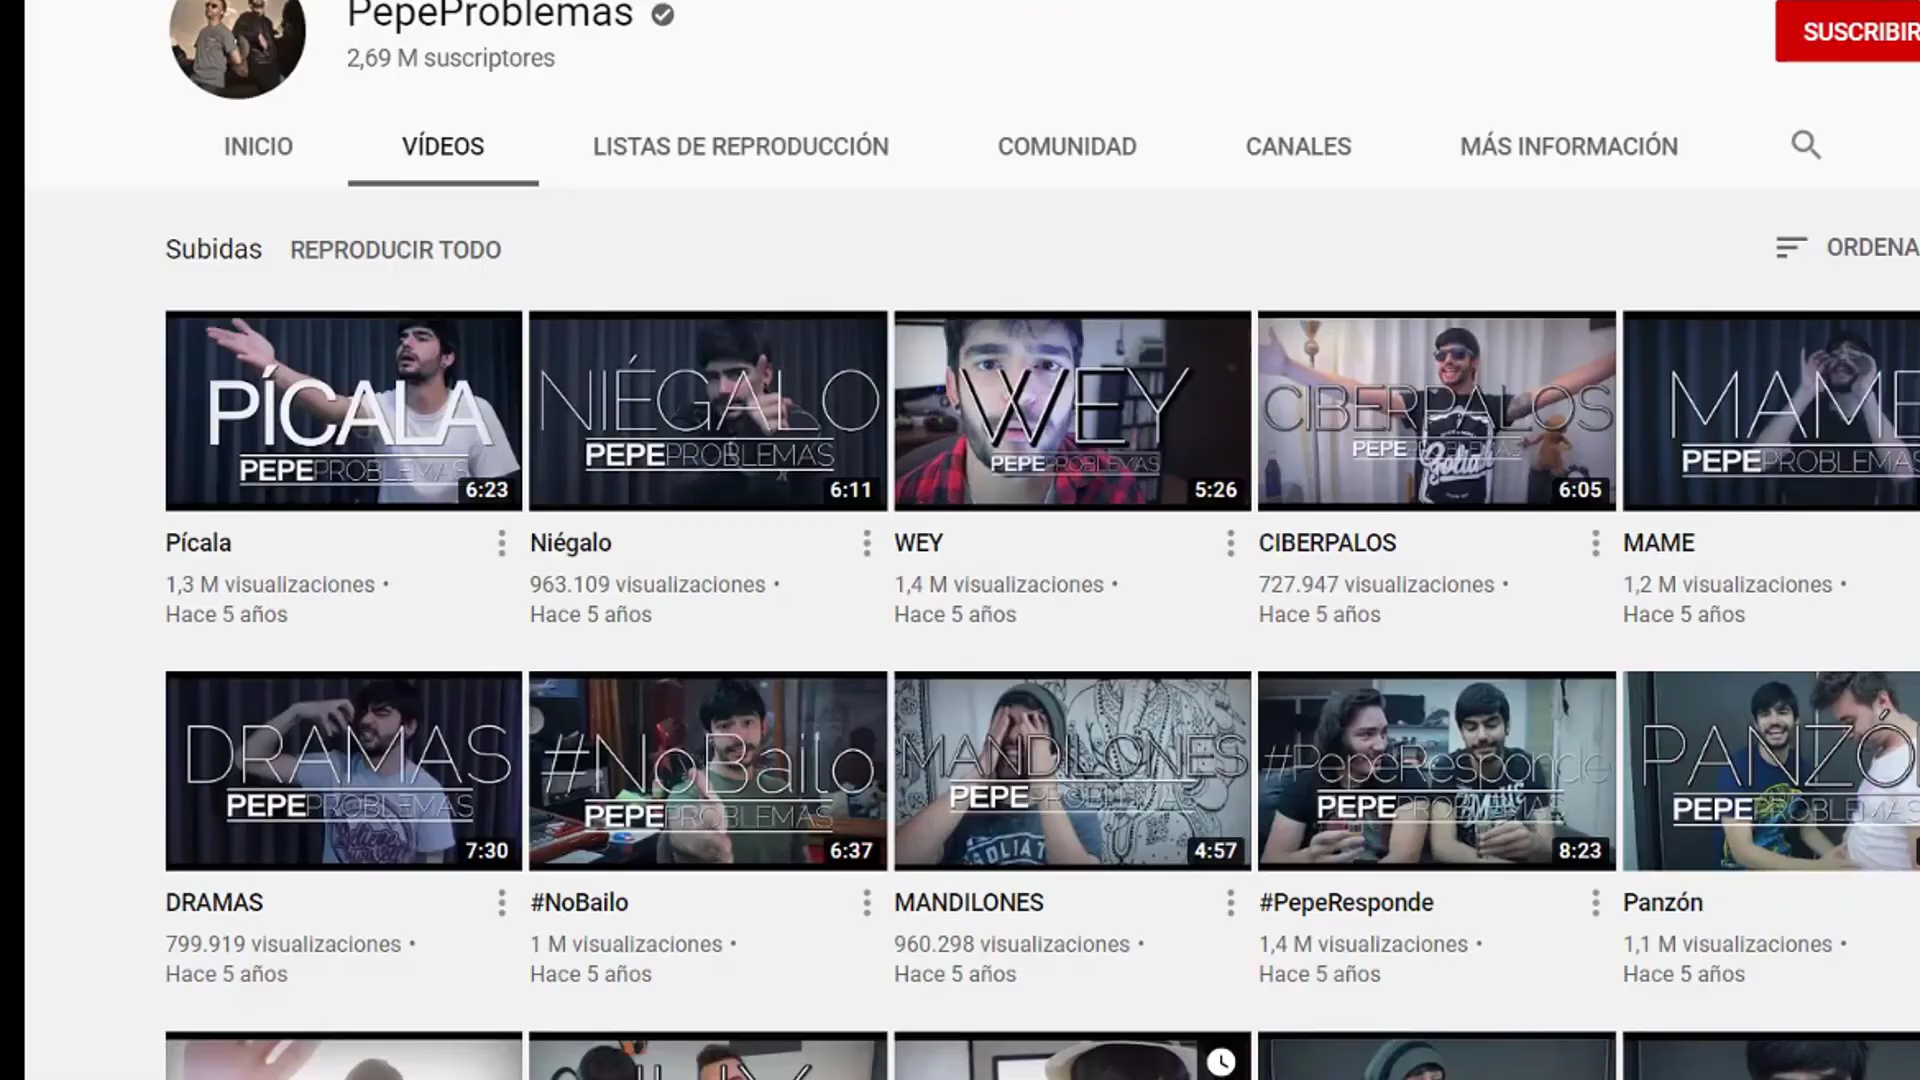 PepeProblemas
2,69 M suscriptores
SUSCRIBIR
INICIO
VÍDEOS
LISTAS DE REPRODUCCIÓN
COMUNIDAD
CANALES
MÁS INFORMACIÓN
Subidas
REPRODUCIR TODO
ORDENA
PÍCALA
PEPEPROBLEMAS
6:23
NIÉGALO
PEPEPROBLEMAS
6:11
WEY
PEPEPROBLEMAS
5:26
CIBERPALOS
PEPEPROBLEMAS
6:05
MAME
PEPEPROBLEMAS
Pícala
1,3 M visualizaciones •
Hace 5 años
Niégalo
963.109 visualizaciones •
Hace 5 años
WEY
1,4 M visualizaciones •
Hace 5 años
CIBERPALOS
727.947 visualizaciones •
Hace 5 años
MAME
1,2 M visualizaciones •
Hace 5 años
DRAMAS
PEPEPROBLEMAS
7:30
#NoBailo
PEPEPROBLEMAS
6:37
MANDILONES
PEPEPROBLEMAS
4:57
#PepeResponde
PEPEPROBLEMAS
8:23
PANZÓ
PEPEPROBLEMAS
DRAMAS
799.919 visualizaciones •
Hace 5 años
#NoBailo
1 M visualizaciones •
Hace 5 años
MANDILONES
960.298 visualizaciones •
Hace 5 años
#PepeResponde
1,4 M visualizaciones •
Hace 5 años
Panzón
1,1 M visualizaciones •
Hace 5 años